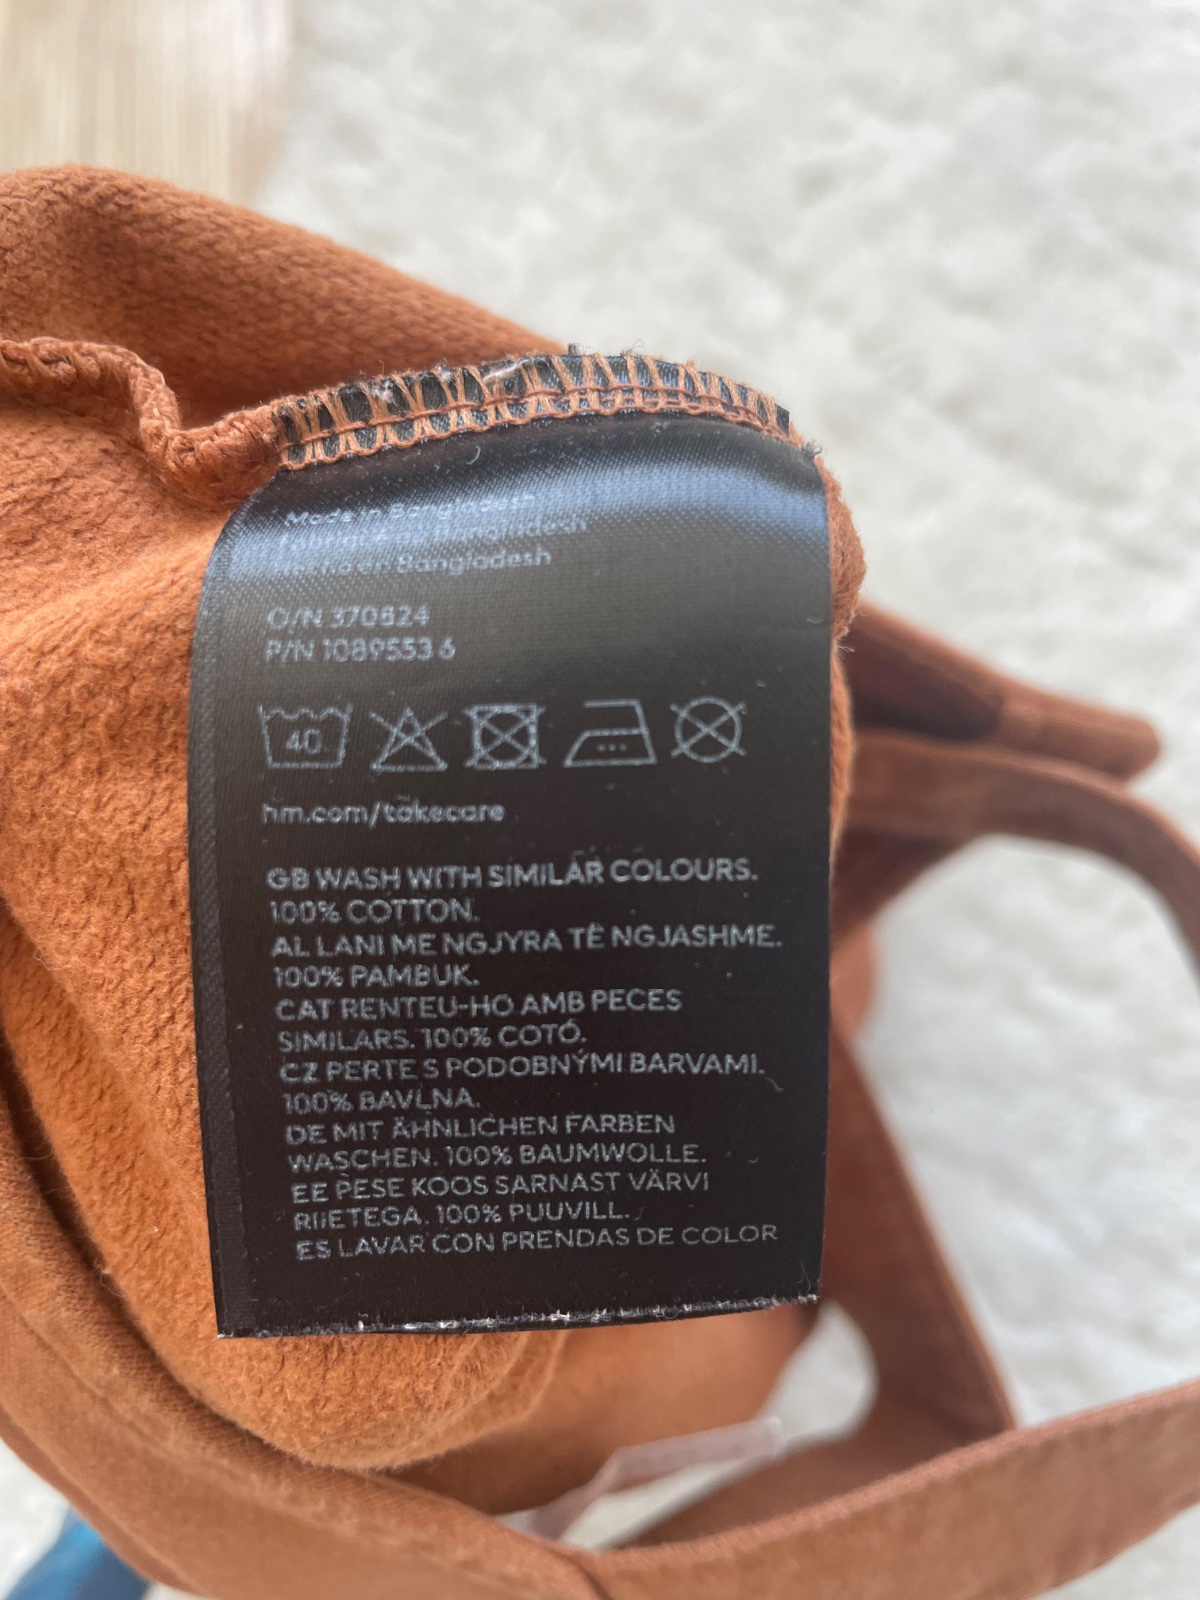 Made in Bangladesh
Bangladesh
Bangladesh
O/N 370824
P/N 1089553 6
40
hm.com/takecare
GB WASH WITH SIMILAR COLOURS.
100% COTTON.
AL LANI ME NGJYRA TË NGJASHME.
100% PAMBUK.
CAT RENTEU-HO AMB PECES
SIMILARS. 100% COTÓ.
CZ PERTE S PODOBNÝMI BARVAMI.
100% BAVLNA.
DE MIT ÄHNLICHEN FARBEN
WASCHEN. 100% BAUMWOLLE.
EE PESE KOOS SARNAST VÄRVI
RIIETEGA. 100% PUUVILL.
ES LAVAR CON PRENDAS DE COLOR